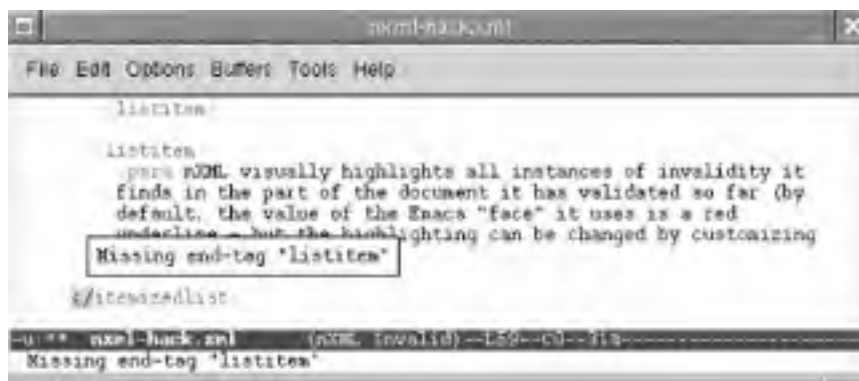 nxml-hack.xml
File Edit Options Buffers Tools Help
listitem
listitem
para nXML visually highlights all instances of invalidity it
finds in the part of the document it has validated so far (by
default, the value of the Emacs "face" it uses is a red
underline – but the highlighting can be changed by customizing
Missing end-tag "listitem"
</itemizedlist
-u:** nxml-hack.xml (nXML Invalid)--L59--C0--31%
Missing end-tag "listitem"